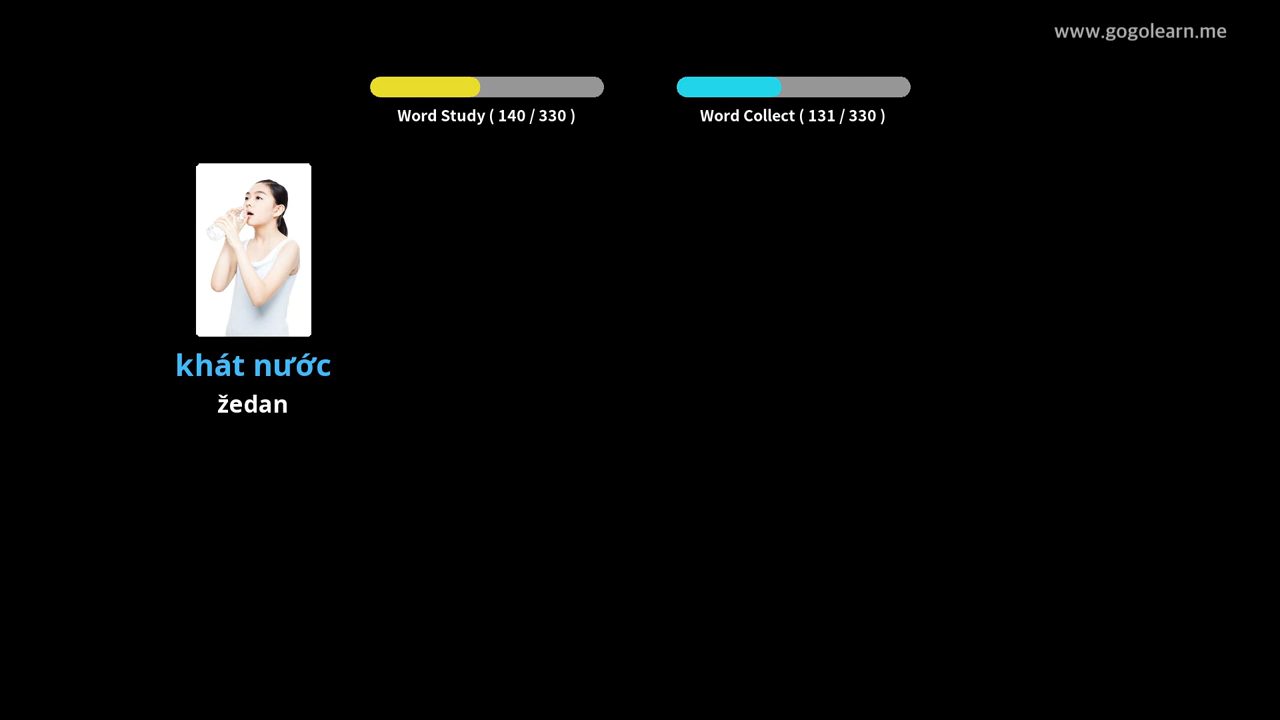 www.gogolearn.me
Word Study ( 140 / 330 )
Word Collect ( 131 / 330 )
khát nước
žedan